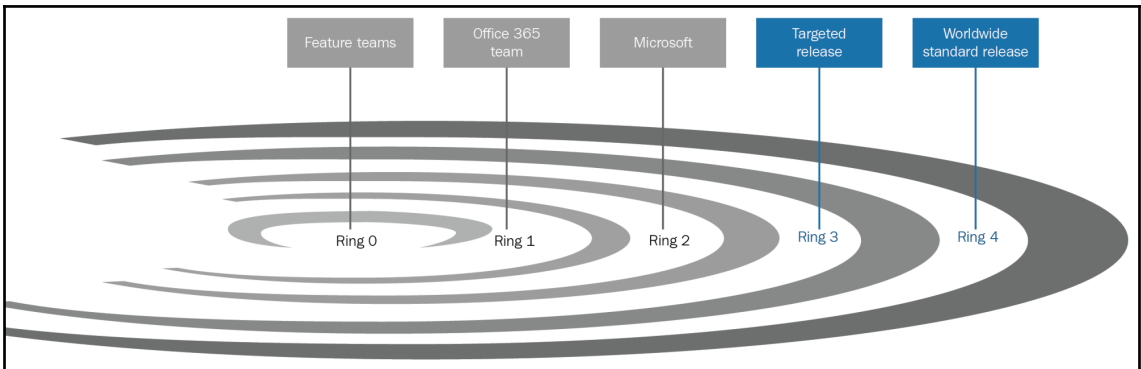 Feature teams
Office 365
team
Microsoft
Targeted
release
Worldwide
standard release
Ring 0
Ring 1
Ring 2
Ring 3
Ring 4